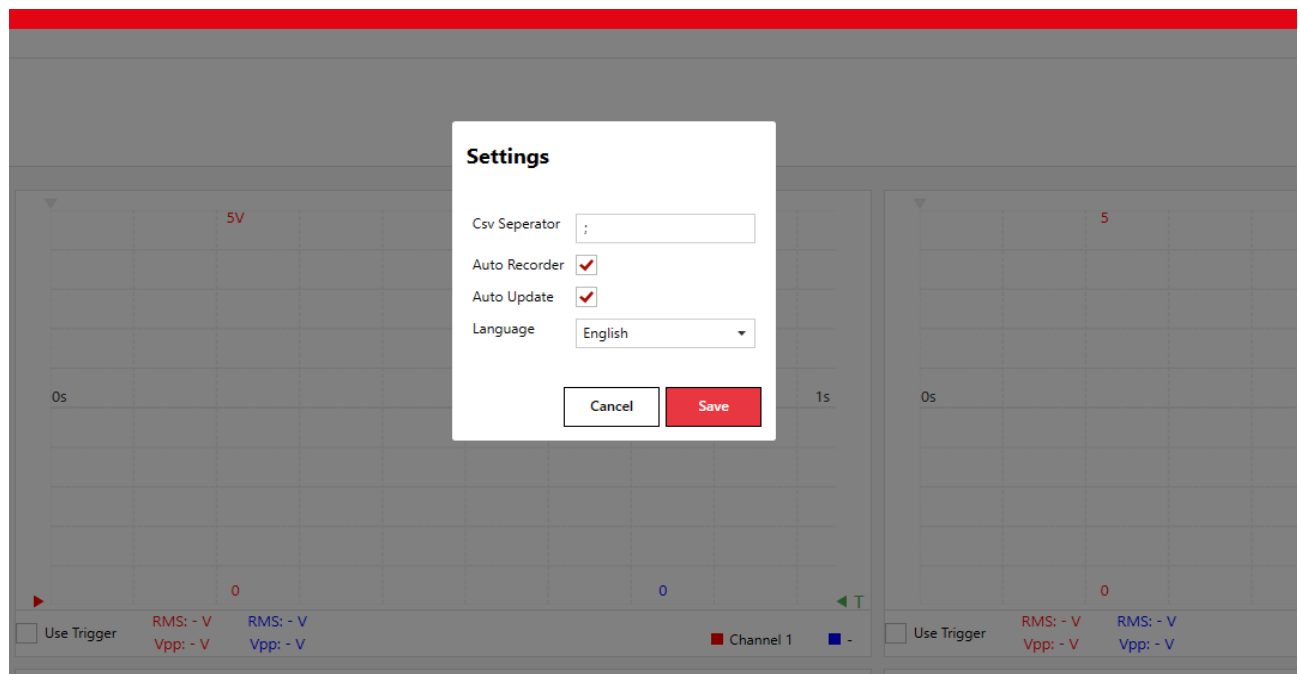 Settings
Csv Seperator ;
Auto Recorder
Auto Update
Language English
Cancel Save
5V
0s 1s
0 0
T
Use Trigger RMS: - V RMS: - V
Vpp: - V Vpp: - V
Channel 1 -
5
0s
0
Use Trigger RMS: - V RMS: - V
Vpp: - V Vpp: - V